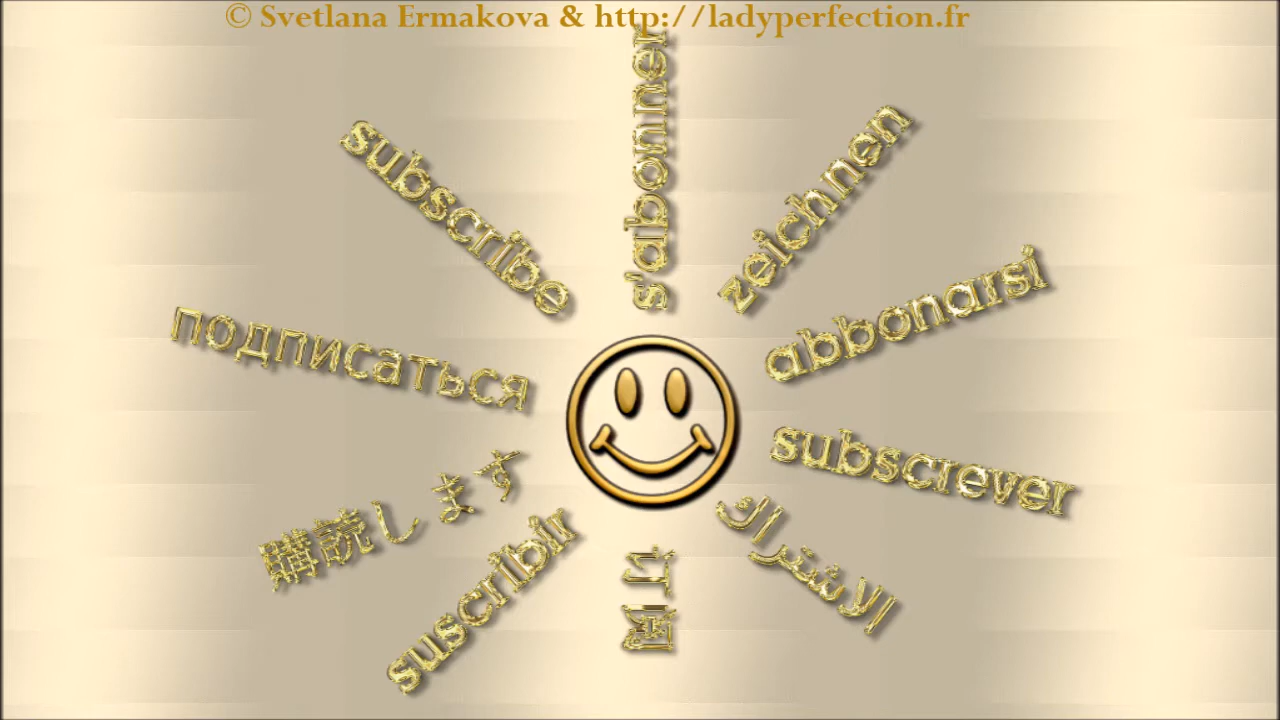 © Svetlana Ermakova & http://ladyperfection.fr
s'abonner
zeichnen
abbonarsi
subscrever
الاشتراك
订阅
suscribir
購読します
подписаться
subscribe